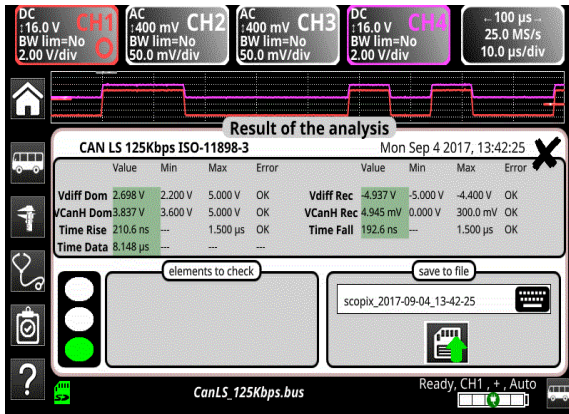 DC
↕16.0 V CH1
BW lim=No
2.00 V/div
AC
↕400 mV CH2
BW lim=No
50.0 mV/div
AC
↕400 mV CH3
BW lim=No
50.0 mV/div
DC
↕16.0 V CH4
BW lim=No
2.00 V/div
←100 µs→
25.0 MS/s
10.0 µs/div
Result of the analysis
CAN LS 125Kbps ISO-11898-3 Mon Sep 4 2017, 13:42:25
Value Min Max Error Value Min Max Error
Vdiff Dom 2.698 V 2.200 V 5.000 V OK Vdiff Rec -4.937 V -5.000 V -4.400 V OK
VCanH Dom 3.837 V 3.600 V 5.000 V OK VCanH Rec 4.945 mV 0.000 V 300.0 mV OK
Time Rise 210.6 ns --- 1.500 µs OK Time Fall 192.6 ns --- 1.500 µs OK
Time Data 8.148 µs --- --- ---
elements to check
save to file
scopix_2017-09-04_13-42-25
?
SD
CanLS_125Kbps.bus
Ready, CH1 , + , Auto